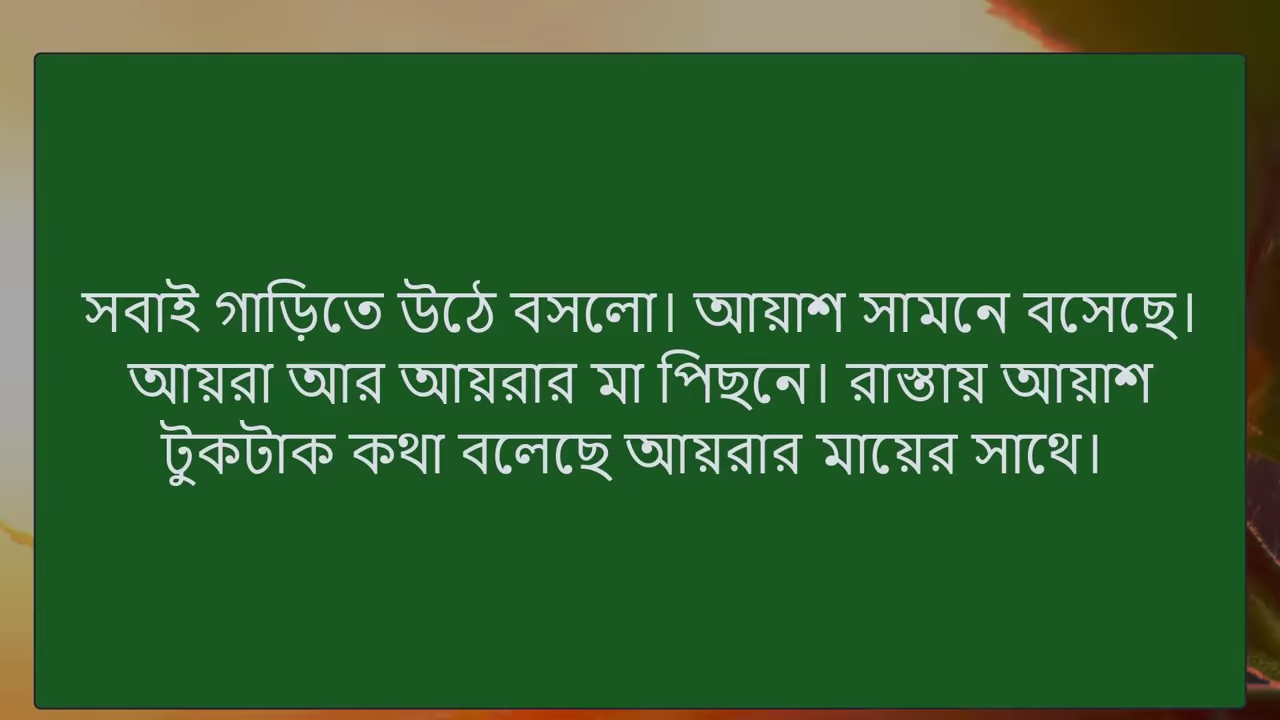 সবাই গাড়িতে উঠে বসলো। আয়াশ সামনে বসেছে।
আয়রা আর আয়রার মা পিছনে। রাস্তায় আয়াশ
টুকটাক কথা বলেছে আয়রার মায়ের সাথে।